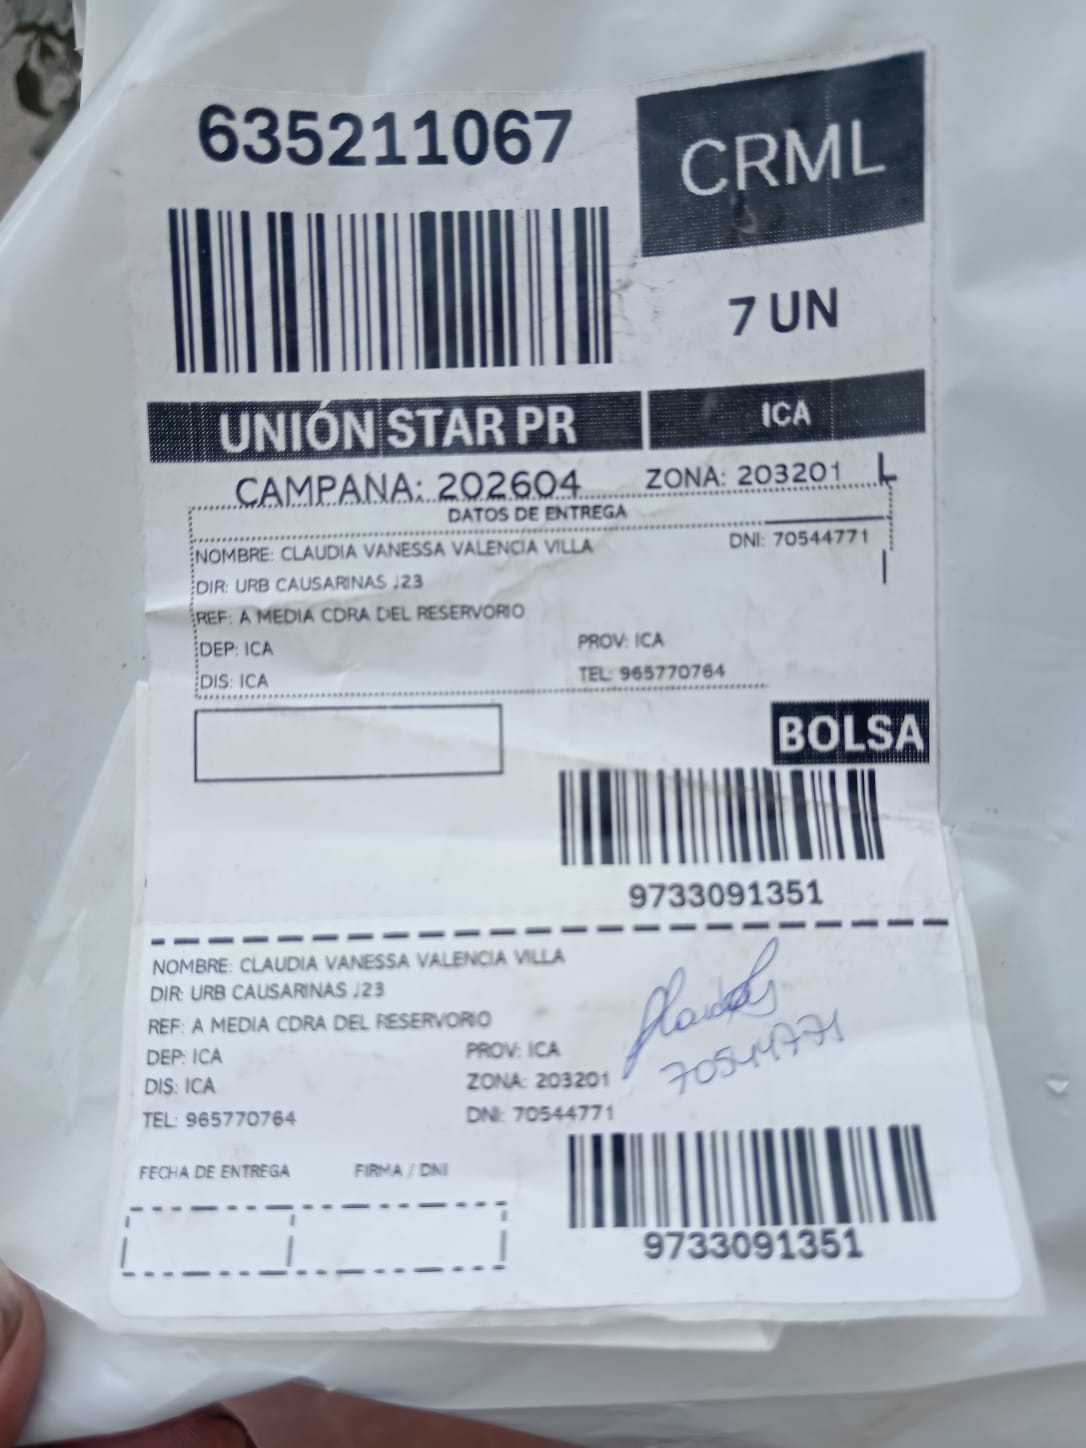 635211067
CRML
7 UN
UNIÓN STAR PR
ICA
CAMPANA: 202604
ZONA: 203201
L
DATOS DE ENTREGA
NOMBRE: CLAUDIA VANESSA VALENCIA VILLA
DNI: 70544771
DIR: URB CAUSARINAS J23
REF: A MEDIA CDRA DEL RESERVORIO
DEP: ICA
PROV: ICA
DIS: ICA
TEL: 965770764
BOLSA
9733091351
NOMBRE: CLAUDIA VANESSA VALENCIA VILLA
DIR: URB CAUSARINAS J23
REF: A MEDIA CDRA DEL RESERVORIO
DEP: ICA
PROV: ICA
DIS: ICA
ZONA: 203201
TEL: 965770764
DNI: 70544771
70544771
FECHA DE ENTREGA
FIRMA / DNI
9733091351